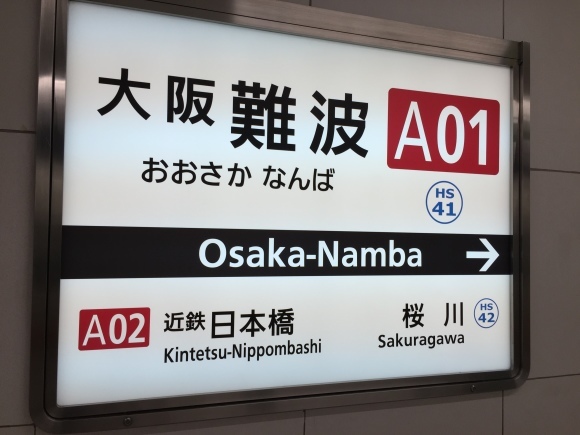 大阪難波 A01
おおさか なんば
HS
41
Osaka-Namba →
A02 近鉄日本橋
Kintetsu-Nippombashi
桜川 HS 42
Sakuragawa